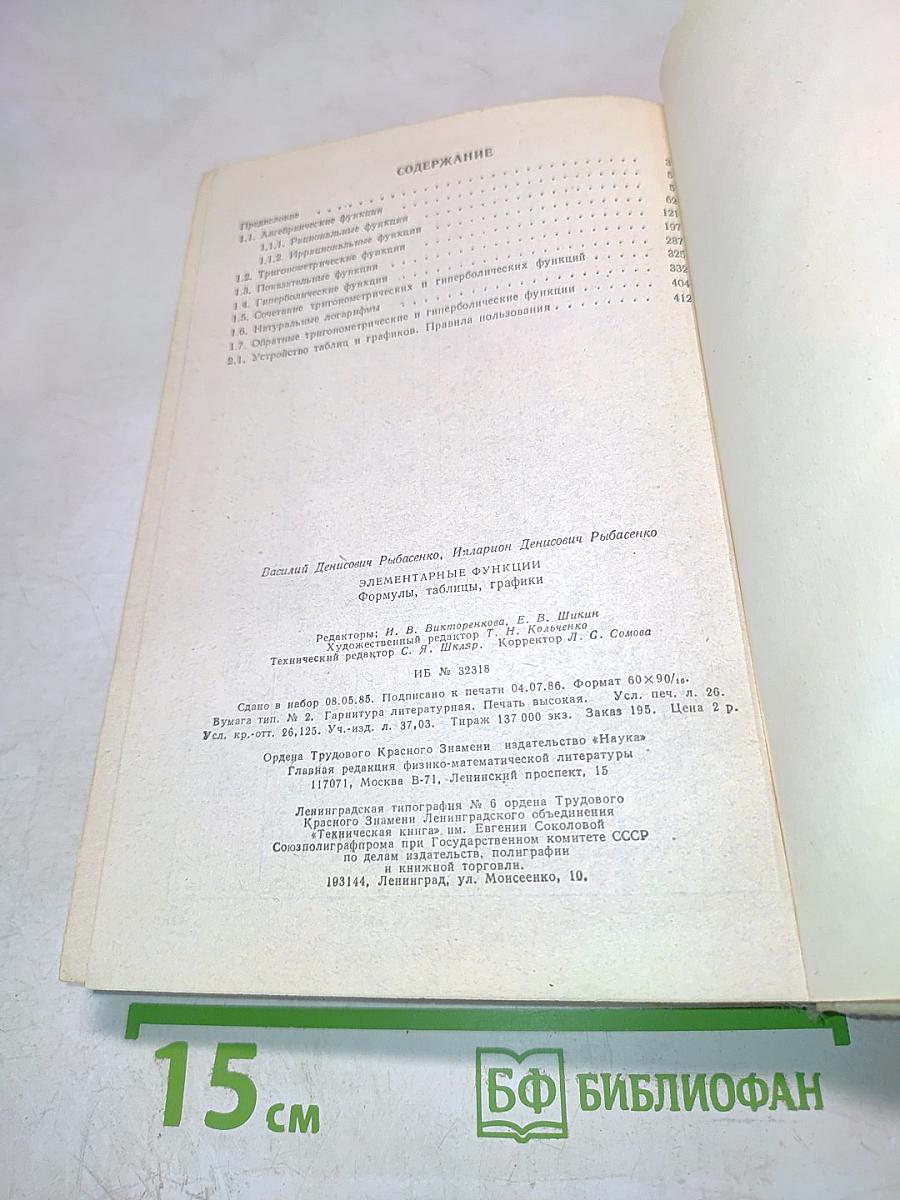 СОДЕРЖАНИЕ
Предисловие . . . . . . . . . . 3
1.1. Алгебраические функции . . . . . . . . . . 5
1.1.1. Рациональные функции . . . . . . . . . . 5
1.1.2. Иррациональные функции . . . . . . . . . . 62
1.2. Тригонометрические функции . . . . . . . . . . 121
1.3. Показательные функции . . . . . . . . . . 197
1.4. Гиперболические функции . . . . . . . . . . 287
1.5. Сочетание тригонометрических и гиперболических функций . . . . . 325
1.6. Натуральные логарифмы . . . . . . . . . . 332
1.7. Обратные тригонометрические и гиперболические функции . . . . . 404
2.1. Устройство таблиц и графиков. Правила пользования . . . . . 412
Василий Денисович Рыбасенко, Илларион Денисович Рыбасенко
ЭЛЕМЕНТАРНЫЕ ФУНКЦИИ
Формулы, таблицы, графики
Редакторы; И. В. Викторенкова, Е. В. Шикин
Художественный редактор Т. Н. Кольченко
Технический редактор С. Я. Шкляр. Корректор Л. С. Сомова
ИБ № 32318
Сдано в набор 08.05.85. Подписано к печати 04.07.86. Формат 60×90/16.
Бумага тип. № 2. Гарнитура литературная. Печать высокая. Усл. печ. л. 26.
Усл. кр.-отт. 26,125. Уч.-изд. л. 37,03. Тираж 137 000 экз. Заказ 195. Цена 2 р.
Ордена Трудового Красного Знамени издательство «Наука»
Главная редакция физико-математической литературы
117071, Москва В-71, Ленинский проспект, 15
Ленинградская типография № 6 ордена Трудового
Красного Знамени Ленинградского объединения
«Техническая книга» им. Евгении Соколовой
Союзполиграфпрома при Государственном комитете СССР
по делам издательств, полиграфии
и книжной торговли.
193144, Ленинград, ул. Моисеенко, 10.
15 см
БФ БИБЛИОФАН